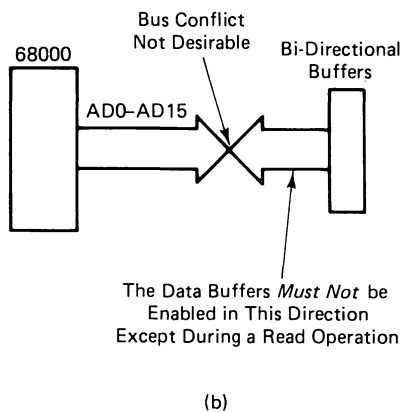 Bus Conflict
Not Desirable
68000
Bi-Directional
Buffers
AD0–AD15
The Data Buffers Must Not be
Enabled in This Direction
Except During a Read Operation
(b)